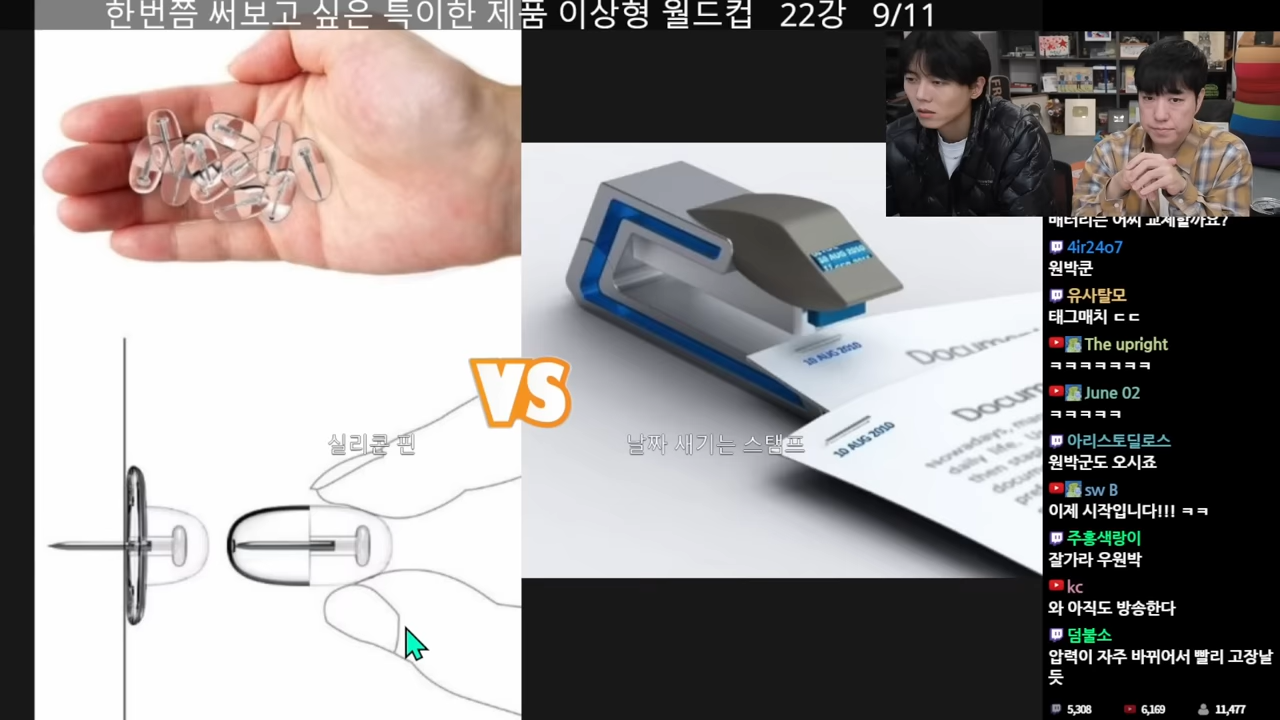 한번쯤 써보고 싶은 특이한 제품 이상형 월드컵 22강 9/11
VS
실리콘 핀
날짜 새기는 스탬프
10 AUG 2010
10 AUG 2010
Document
10 AUG 2010
배터리는 어찌 교체할까요?
4ir24o7
원박쿤
유사탈모
태그매치 ㄷㄷ
The upright
ㅋㅋㅋㅋㅋㅋㅋ
June 02
ㅋㅋㅋㅋㅋ
아리스토딜로스
원박군도 오시죠
sw B
이제 시작입니다!!! ㅋㅋ
주홍색랑이
잘가라 우원박
kc
와 아직도 방송한다
덤불소
압력이 자주 바뀌어서 빨리 고장날
듯
5,308 6,169 11,477